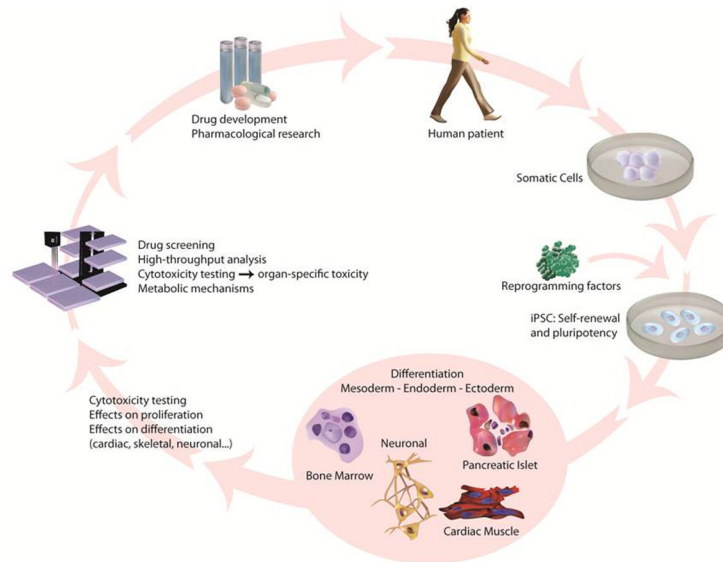 Drug development
Pharmacological research
Human patient
Somatic Cells
Reprogramming factors
iPSC: Self-renewal
and pluripotency
Differentiation
Mesoderm - Endoderm - Ectoderm
Bone Marrow
Neuronal
Pancreatic Islet
Cardiac Muscle
Cytotoxicity testing
Effects on proliferation
Effects on differentiation
(cardiac, skeletal, neuronal...)
Drug screening
High-throughput analysis
Cytotoxicity testing → organ-specific toxicity
Metabolic mechanisms